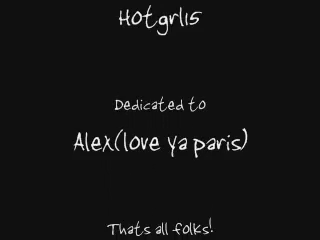 HOtgrl15
Dedicated to
Alex(love ya paris)
Thats all folks!